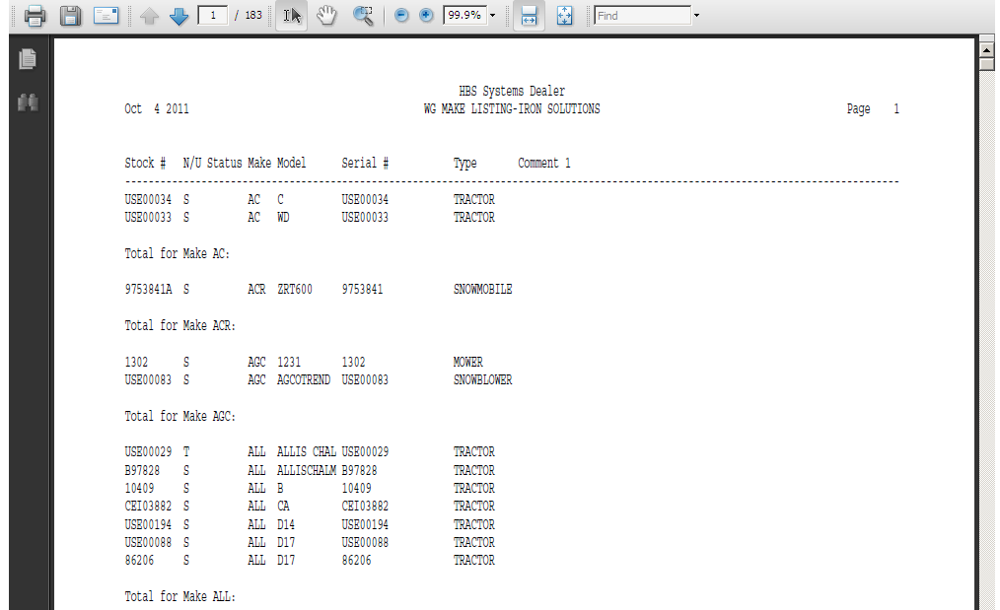 1 / 183 99.9% Find
HBS Systems Dealer
Oct 4 2011 WG MAKE LISTING-IRON SOLUTIONS Page 1
Stock # N/U Status Make Model Serial # Type Comment 1
USE00034 S AC C USE00034 TRACTOR
USE00033 S AC WD USE00033 TRACTOR
Total for Make AC:
9753841A S ACR ZRT600 9753841 SNOWMOBILE
Total for Make ACR:
1302 S AGC 1231 1302 MOWER
USE00083 S AGC AGCOTREND USE00083 SNOWBLOWER
Total for Make AGC:
USE00029 T ALL ALLIS CHAL USE00029 TRACTOR
B97828 S ALL ALLISCHALM B97828 TRACTOR
10409 S ALL B 10409 TRACTOR
CEI03882 S ALL CA CEI03882 TRACTOR
USE00194 S ALL D14 USE00194 TRACTOR
USE00088 S ALL D17 USE00088 TRACTOR
86206 S ALL D17 86206 TRACTOR
Total for Make ALL: